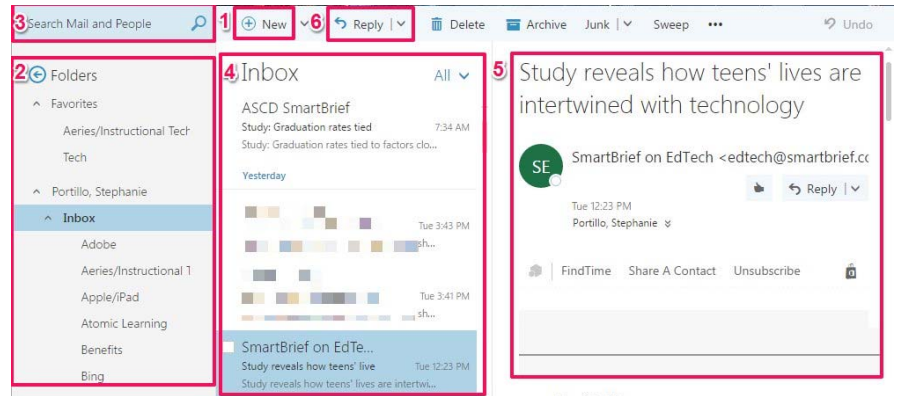 3 Search Mail and People
1 New
6 Reply
Delete
Archive
Junk
Sweep
Undo
2 Folders
Favorites
Aeries/Instructional Tech
Tech
Portillo, Stephanie
Inbox
Adobe
Aeries/Instructional T
Apple/iPad
Atomic Learning
Benefits
Bing
4 Inbox
All
ASCD SmartBrief
Study: Graduation rates tied 7:34 AM
Study: Graduation rates tied to factors clo...
Yesterday
Tue 3:43 PM
sh...
Tue 3:41 PM
sh...
SmartBrief on EdTe...
Study reveals how teens' live Tue 12:23 PM
Study reveals how teens' lives are intertwi...
5 Study reveals how teens' lives are
intertwined with technology
SE
SmartBrief on EdTech <edtech@smartbrief.cc
Reply
Tue 12:23 PM
Portillo, Stephanie
FindTime Share A Contact Unsubscribe